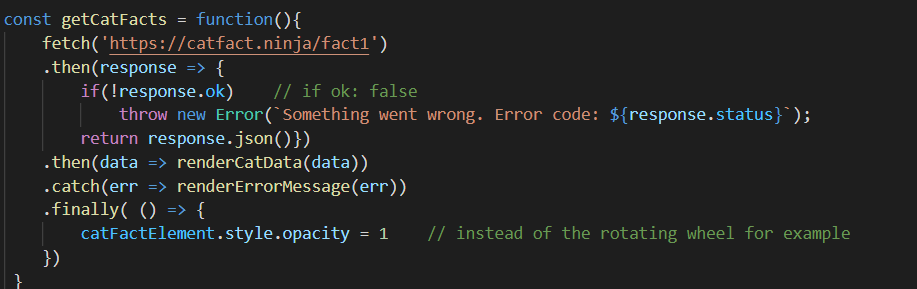 const getCatFacts = function(){
fetch('https://catfact.ninja/fact1')
.then(response => {
if(!response.ok) // if ok: false
throw new Error(`Something went wrong. Error code: ${response.status}`);
return response.json()})
.then(data => renderCatData(data))
.catch(err => renderErrorMessage(err))
.finally( () => {
catFactElement.style.opacity = 1 // instead of the rotating wheel for example
})
}